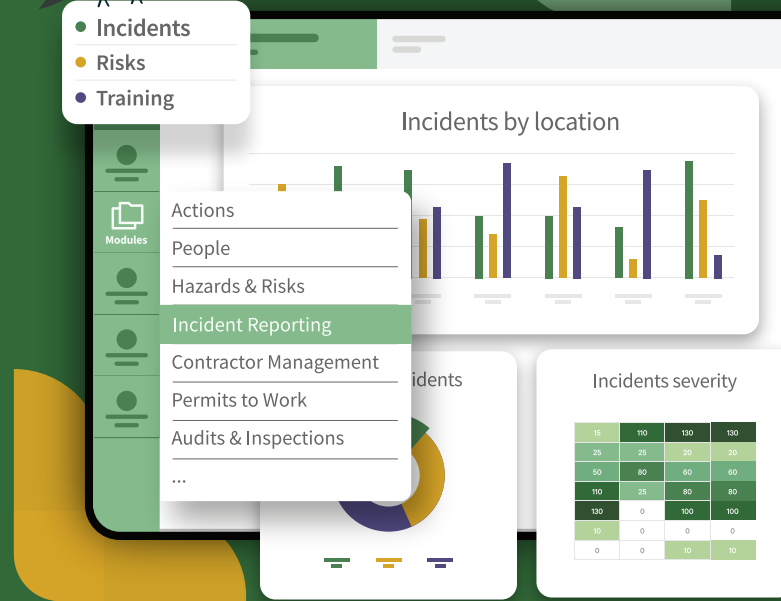 Incidents
Risks
Training
Incidents by location
Modules
Actions
People
Hazards & Risks
Incident Reporting
Contractor Management
Permits to Work
Audits & Inspections
...
idents
Incidents severity
15 110 130 130
25 25 20 20
50 80 60 60
110 25 80 80
130 0 100 100
10 0 0 0
0 0 10 10